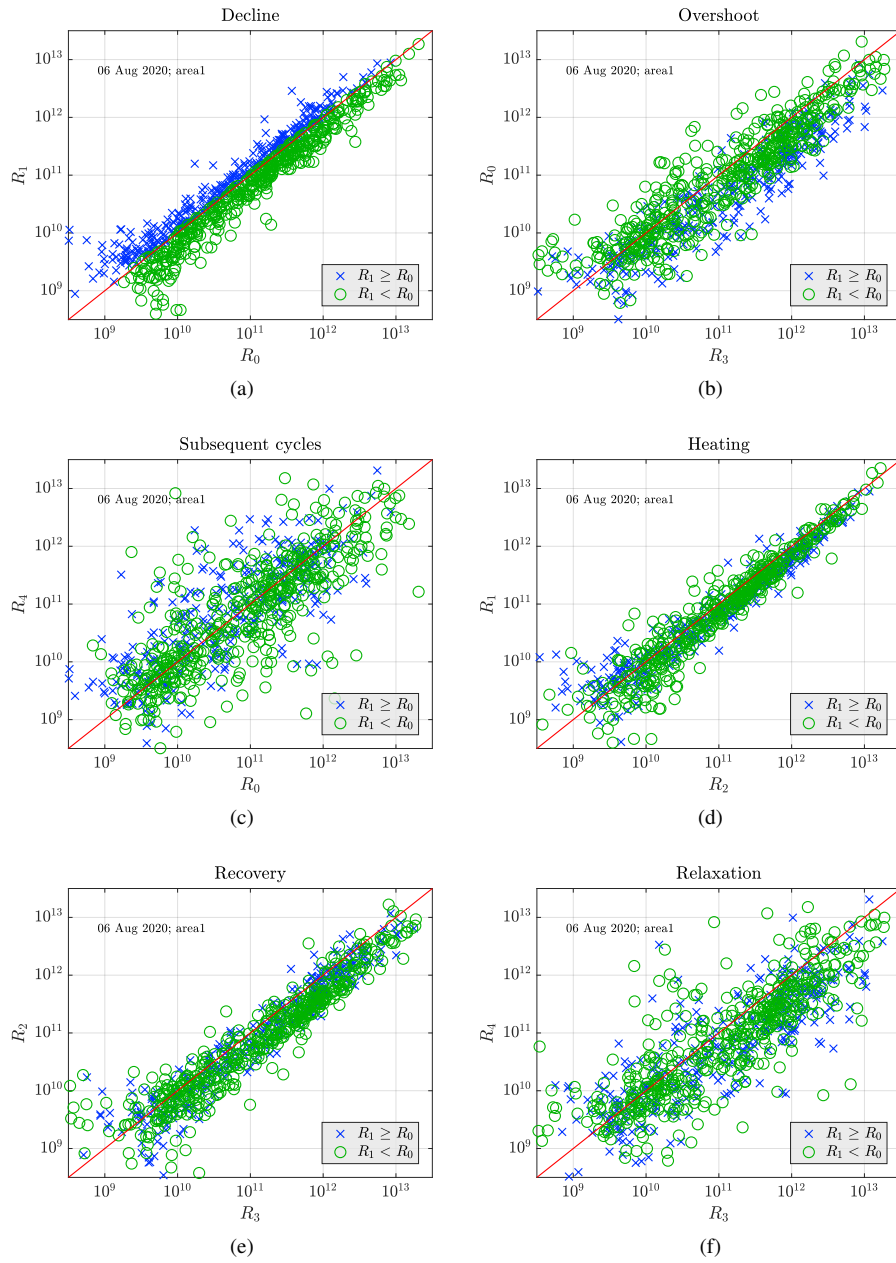 Decline
06 Aug 2020; area1
10^13
10^12
10^11
10^10
10^9
R_1
R_1 ≥ R_0
R_1 < R_0
10^9 10^10 10^11 10^12 10^13
R_0
(a)
Overshoot
06 Aug 2020; area1
10^13
10^12
10^11
10^10
10^9
R_0
R_1 ≥ R_0
R_1 < R_0
10^9 10^10 10^11 10^12 10^13
R_3
(b)
Subsequent cycles
06 Aug 2020; area1
10^13
10^12
10^11
10^10
10^9
R_4
R_1 ≥ R_0
R_1 < R_0
10^9 10^10 10^11 10^12 10^13
R_0
(c)
Heating
06 Aug 2020; area1
10^13
10^12
10^11
10^10
10^9
R_1
R_1 ≥ R_0
R_1 < R_0
10^9 10^10 10^11 10^12 10^13
R_2
(d)
Recovery
06 Aug 2020; area1
10^13
10^12
10^11
10^10
10^9
R_2
R_1 ≥ R_0
R_1 < R_0
10^9 10^10 10^11 10^12 10^13
R_3
(e)
Relaxation
06 Aug 2020; area1
10^13
10^12
10^11
10^10
10^9
R_4
R_1 ≥ R_0
R_1 < R_0
10^9 10^10 10^11 10^12 10^13
R_3
(f)